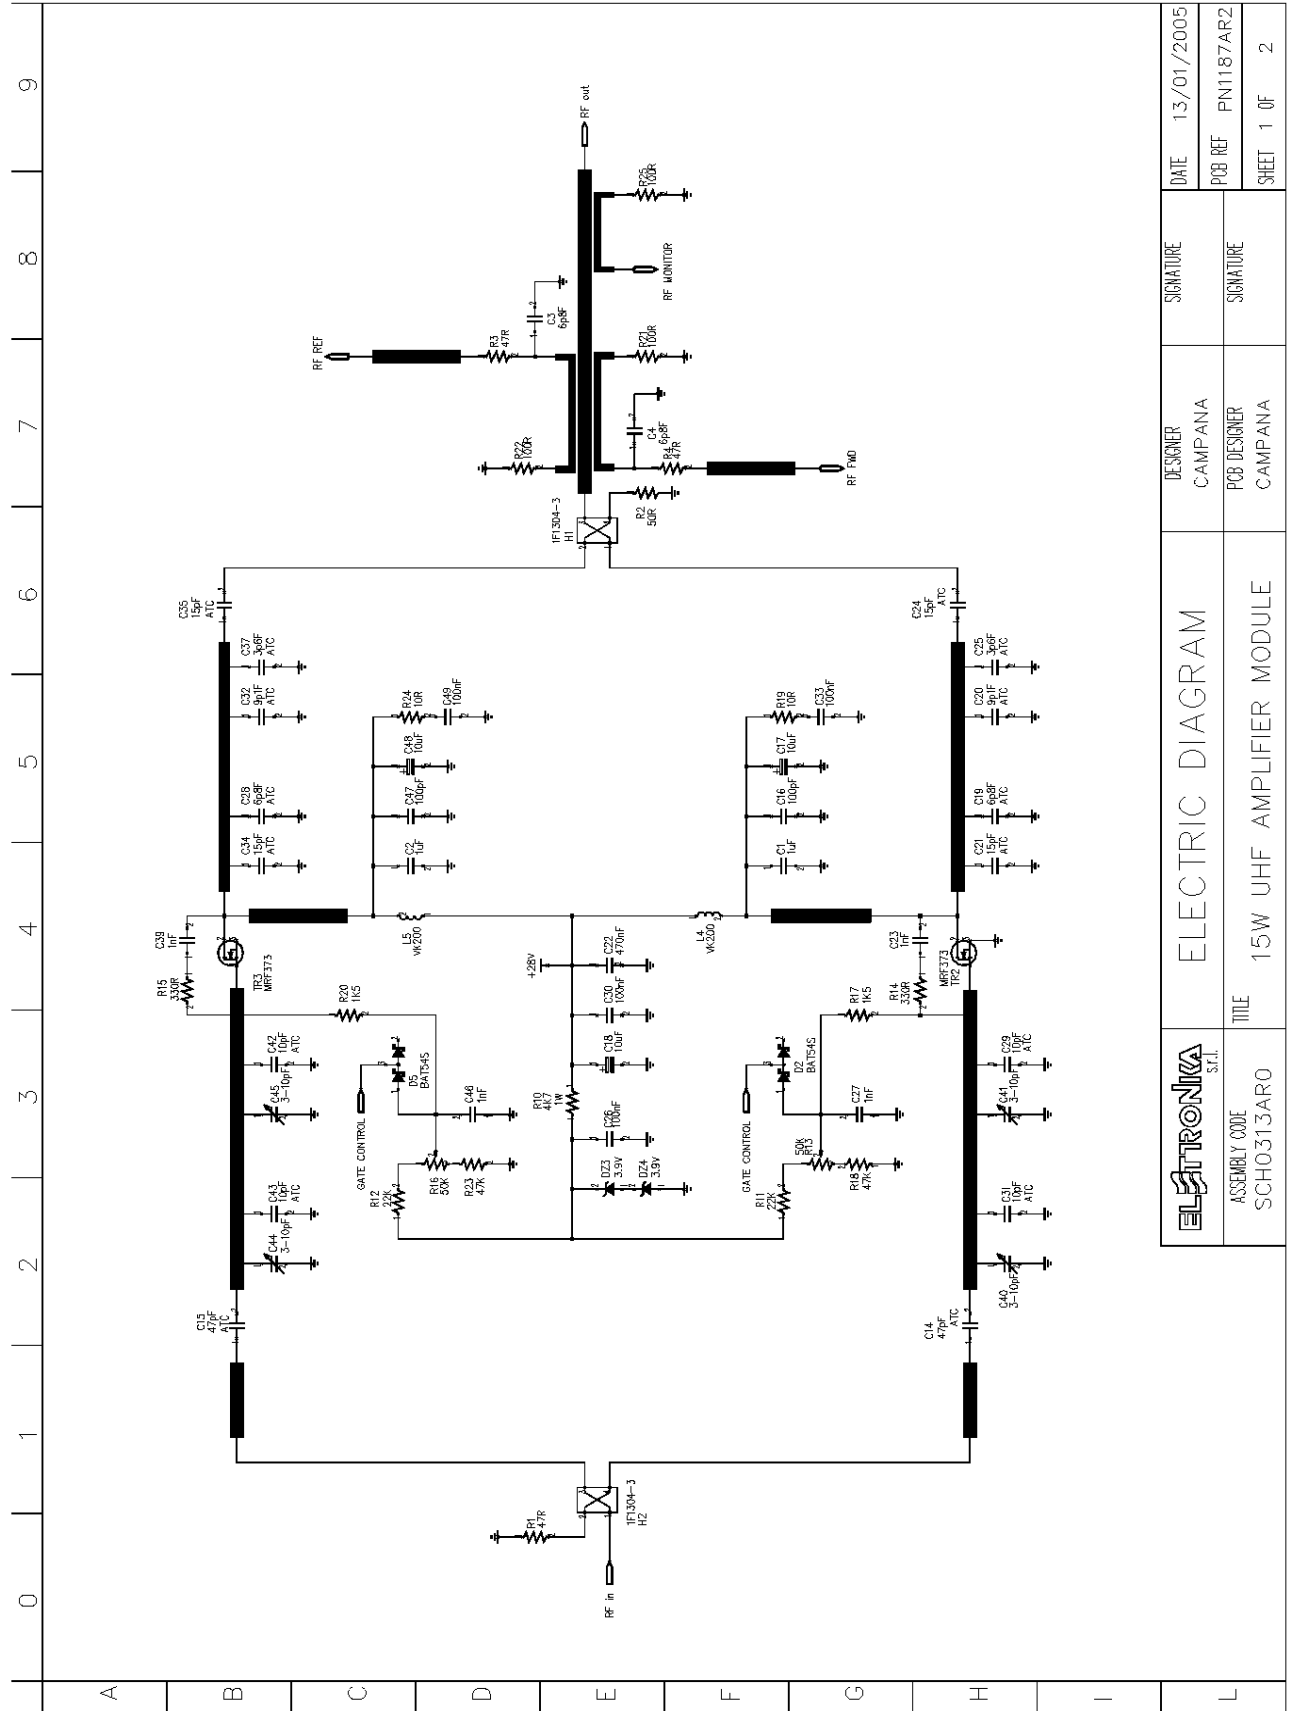 0 1 2 3 4 5 6 7 8 9
A
B
C
D
E
F
G
H
I
L
RF in
R1
47R
1F1304-3
H2
C15
47pF
ATC
C44
3-10pF
C43
10pF
ATC
C45
3-10pF
C42
10pF
ATC
R15
330R
C39
1nF
TR3
MRF373
C34
15pF
ATC
C28
6p8F
ATC
C32
9p1F
ATC
C37
3p6F
ATC
C35
15pF
ATC
R20
1K5
GATE CONTROL
D5
BAT54S
C46
1nF
R12
22K
R16
50K
R23
47K
L5
VK200
C2
1uF
C47
100pF
C48
10uF
R24
10R
C49
100nF
+28V
C22
470nF
C30
100nF
C18
10uF
R10
4K7
1W
C26
100nF
DZ3
3.9V
DZ4
3.9V
L4
VK200
C1
1uF
C16
100pF
C17
10uF
R19
10R
C33
100nF
GATE CONTROL
D2
BAT54S
R17
1K5
C27
1nF
R11
22K
50K
R13
R18
47K
R14
330R
C23
1nF
MRF373
TR2
C14
47pF
ATC
C40
3-10pF
C31
10pF
ATC
C41
3-10pF
C29
10pF
ATC
C21
15pF
ATC
C19
6p8F
ATC
C20
9p1F
ATC
C25
3p6F
ATC
C24
15pF
ATC
1F1304-3
H1
R2
50R
R22
100R
R3
47R
RF REF
C3
6p8F
C4
6p8F
R4
47R
RF FWD
R21
100R
RF MONITOR
R25
100R
RF out
ELETTRONIKA
S.r.l.
ASSEMBLY CODE
SCH0313AR0
ELECTRIC DIAGRAM
TITLE
15W UHF AMPLIFIER MODULE
DESIGNER
CAMPANA
PCB DESIGNER
CAMPANA
SIGNATURE
SIGNATURE
DATE 13/01/2005
PCB REF PN1187AR2
SHEET 1 OF 2